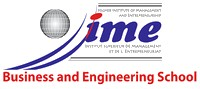 HIGHER INSTITUTE OF MANAGEMENT
AND ENTREPRENEURSHIP
ime
INSTITUT SUPERIEUR DE MANAGEMENT
ET DE L'ENTREPRENEURIAT
Business and Engineering School